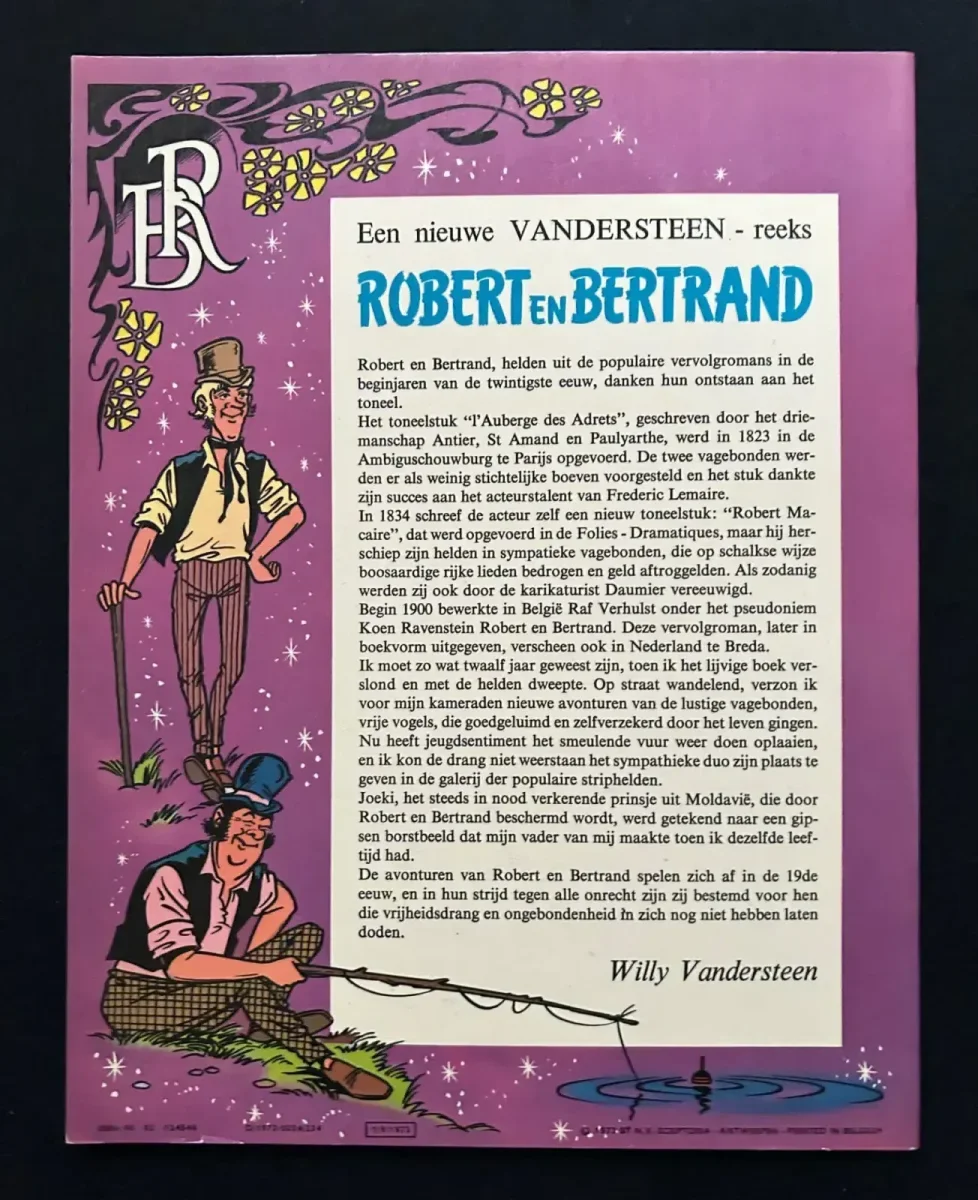 BR
Een nieuwe VANDERSTEEN - reeks
ROBERT EN BERTRAND
Robert en Bertrand, helden uit de populaire vervolgromans in de
beginjaren van de twintigste eeuw, danken hun ontstaan aan het
toneel.
Het toneelstuk “l'Auberge des Adrets”, geschreven door het drie-
manschap Antier, St Amand en Paulyarthe, werd in 1823 in de
Ambiguschouwburg te Parijs opgevoerd. De twee vagebonden wer-
den er als weinig stichtelijke boeven voorgesteld en het stuk dankte
zijn succes aan het acteurstalent van Frederic Lemaire.
In 1834 schreef de acteur zelf een nieuw toneelstuk: “Robert Ma-
caire”, dat werd opgevoerd in de Folies - Dramatiques, maar hij her-
schiep zijn helden in sympatieke vagebonden, die op schalkse wijze
boosaardige rijke lieden bedrogen en geld aftroggelden. Als zodanig
werden zij ook door de karikaturist Daumier vereeuwigd.
Begin 1900 bewerkte in België Raf Verhulst onder het pseudoniem
Koen Ravenstein Robert en Bertrand. Deze vervolgroman, later in
boekvorm uitgegeven, verscheen ook in Nederland te Breda.
Ik moet zo wat twaalf jaar geweest zijn, toen ik het lijvige boek ver-
slond en met de helden dweepte. Op straat wandelend, verzon ik
voor mijn kameraden nieuwe avonturen van de lustige vagebonden,
vrije vogels, die goedgeluimd en zelfverzekerd door het leven gingen.
Nu heeft jeugdsentiment het smeulende vuur weer doen oplaaien,
en ik kon de drang niet weerstaan het sympathieke duo zijn plaats te
geven in de galerij der populaire striphelden.
Joeki, het steeds in nood verkerende prinsje uit Moldavië, die door
Robert en Bertrand beschermd wordt, werd getekend naar een gip-
sen borstbeeld dat mijn vader van mij maakte toen ik dezelfde leef-
tijd had.
De avonturen van Robert en Bertrand spelen zich af in de 19de
eeuw, en in hun strijd tegen alle onrecht zijn zij bestemd voor hen
die vrijheidsdrang en ongebondenheid in zich nog niet hebben laten
doden.
Willy Vandersteen
ANTWERPEN - PRINTED IN BELGIUM